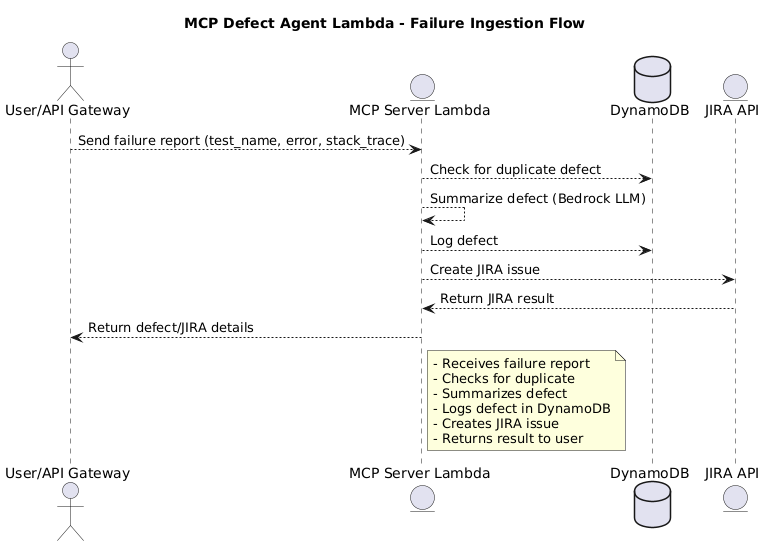 MCP Defect Agent Lambda - Failure Ingestion Flow
User/API Gateway
MCP Server Lambda
DynamoDB
JIRA API
Send failure report (test_name, error, stack_trace)
Check for duplicate defect
Summarize defect (Bedrock LLM)
Log defect
Create JIRA issue
Return JIRA result
Return defect/JIRA details
- Receives failure report
- Checks for duplicate
- Summarizes defect
- Logs defect in DynamoDB
- Creates JIRA issue
- Returns result to user
User/API Gateway
MCP Server Lambda
DynamoDB
JIRA API